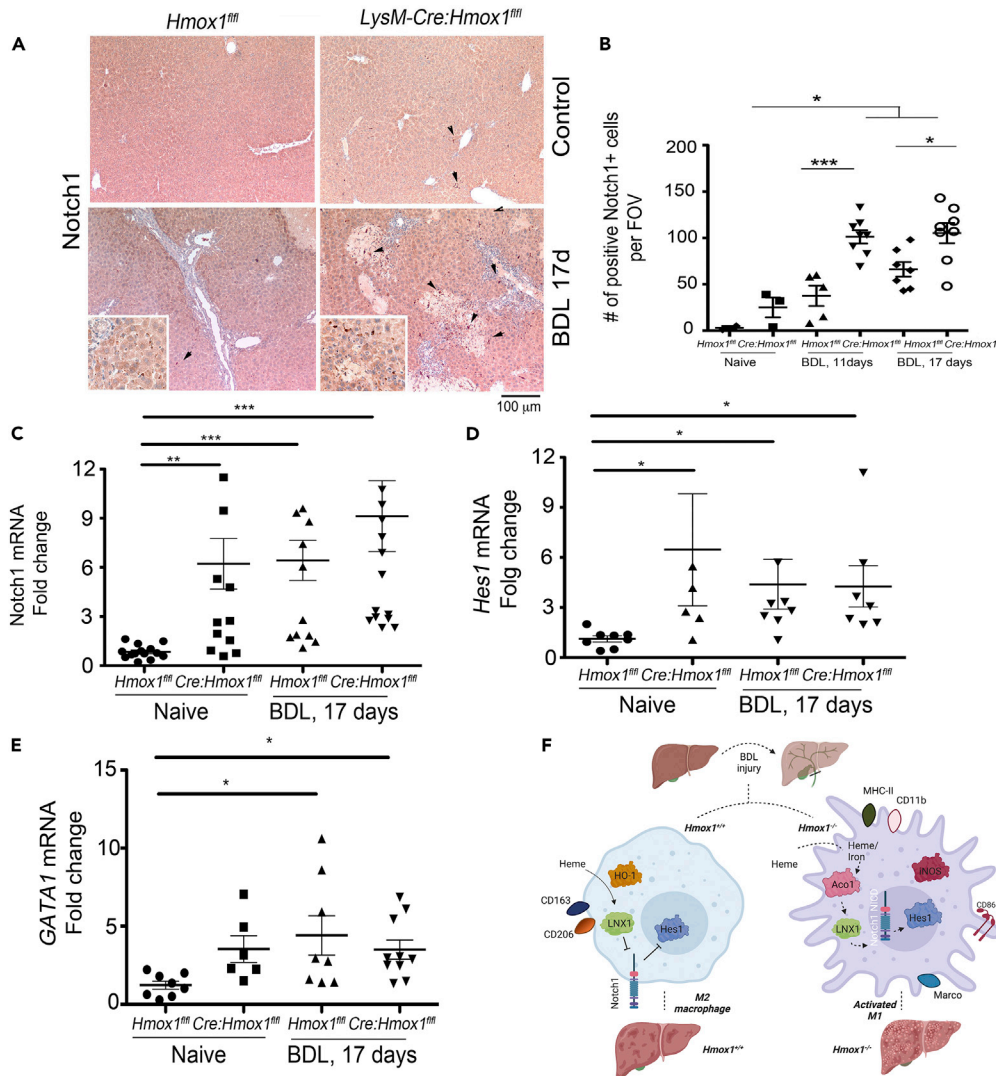 Hmox1fl/fl
LysM-Cre:Hmox1fl/fl
A
Notch1
Control
BDL 17d
100 µm
B
# of positive Notch1+ cells
per FOV
200
150
100
50
0
*
***
*
Hmox1fl/fl Cre:Hmox1fl/fl Hmox1fl/fl Cre:Hmox1fl/fl Hmox1fl/fl Cre:Hmox1
Naive
BDL, 11days
BDL, 17 days
C
Notch1 mRNA
Fold change
12
9
6
3
0
***
***
**
Hmox1fl/fl Cre:Hmox1fl/fl Hmox1fl/fl Cre:Hmox1fl/fl
Naive
BDL, 17 days
D
Hes1 mRNA
Folg change
12
9
6
3
0
*
*
*
Hmox1fl/fl Cre:Hmox1fl/fl Hmox1fl/fl Cre:Hmox1fl/fl
Naive
BDL, 17 days
E
GATA1 mRNA
Fold change
15
10
5
0
*
*
Hmox1fl/fl Cre:Hmox1fl/fl Hmox1fl/fl Cre:Hmox1fl/fl
Naive
BDL, 17 days
F
BDL
injury
Hmox1+/+
Hmox1-/-
MHC-II
CD11b
Heme
HO-1
CD163
CD206
LNX1
Hes1
Notch1
M2
macrophage
Hmox1+/+
Heme
Heme/
Iron
Aco1
iNOS
LNX1
Notch1 NICD
Hes1
CD86
Marco
Activated
M1
Hmox1-/-